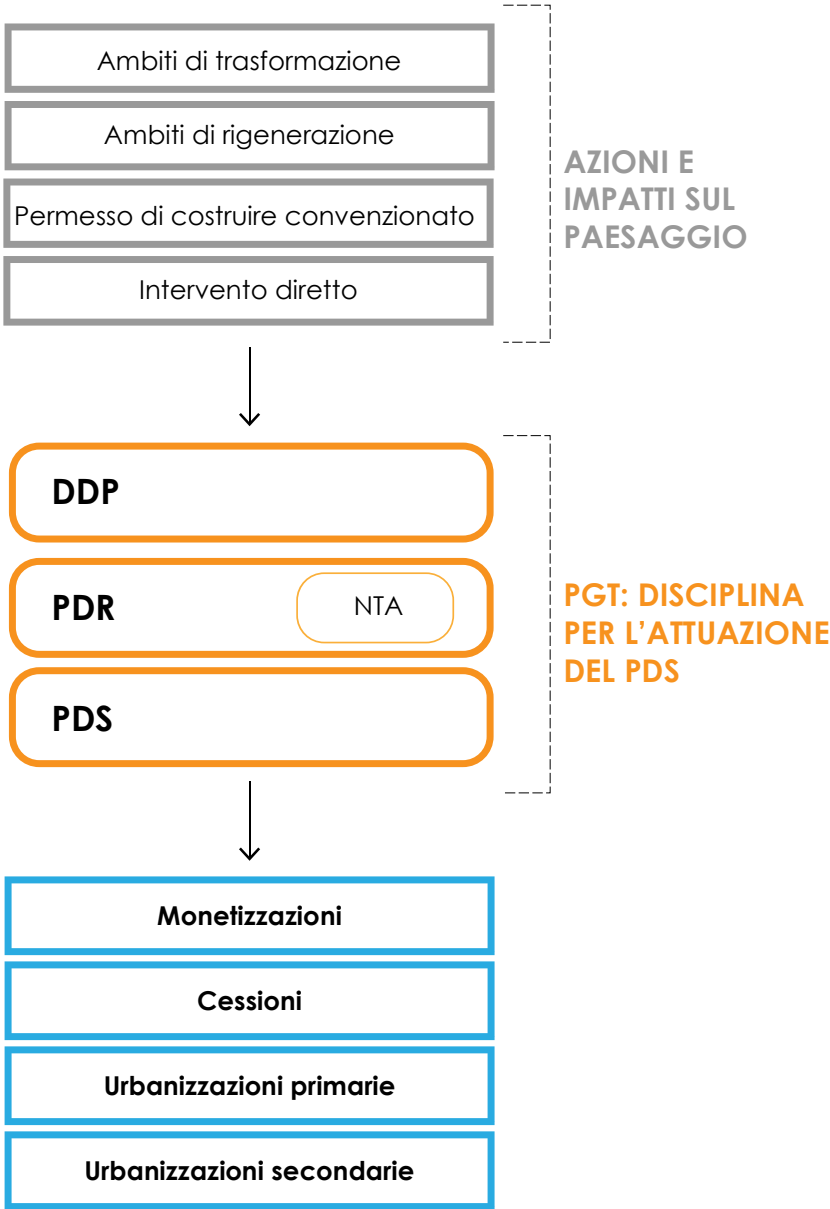 Ambiti di trasformazione
Ambiti di rigenerazione
Permesso di costruire convenzionato
Intervento diretto
AZIONI E
IMPATTI SUL
PAESAGGIO
DDP
PDR
NTA
PDS
PGT: DISCIPLINA
PER L’ATTUAZIONE
DEL PDS
Monetizzazioni
Cessioni
Urbanizzazioni primarie
Urbanizzazioni secondarie